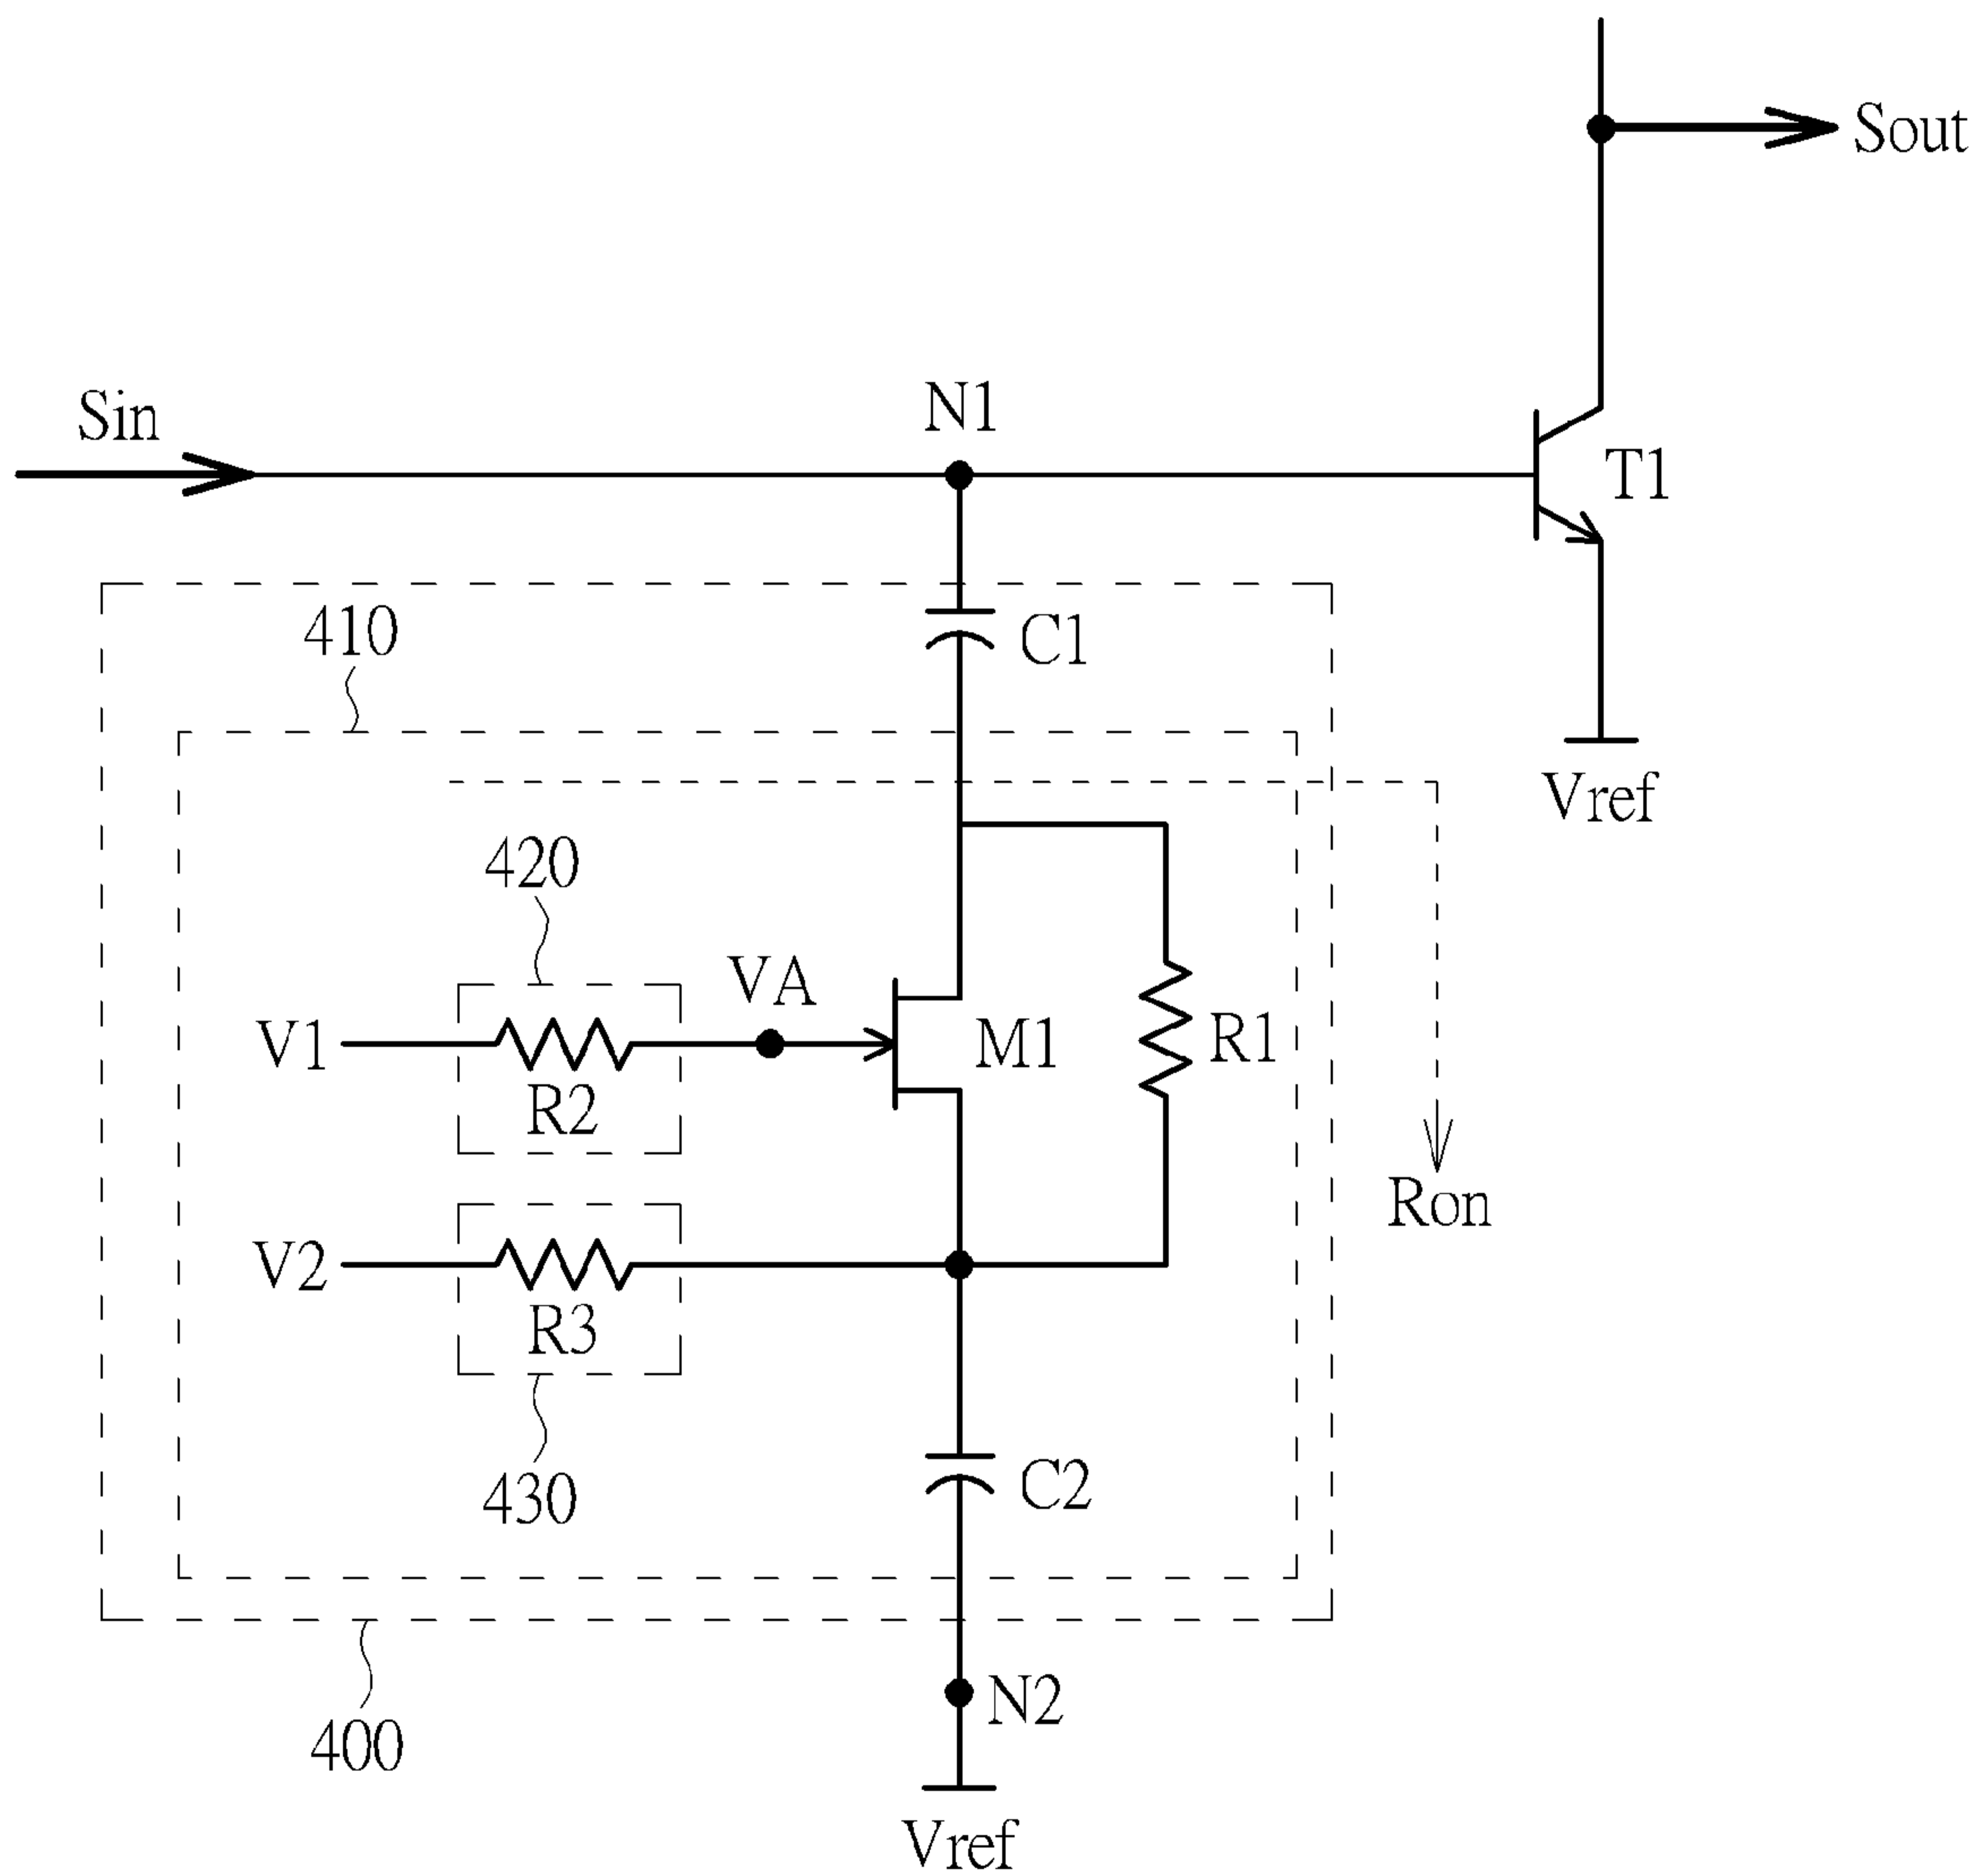 Sout
N1
Sin
T1
410
C1
Vref
420
VA
V1
M1
R1
R2
Ron
V2
R3
C2
430
N2
400
Vref